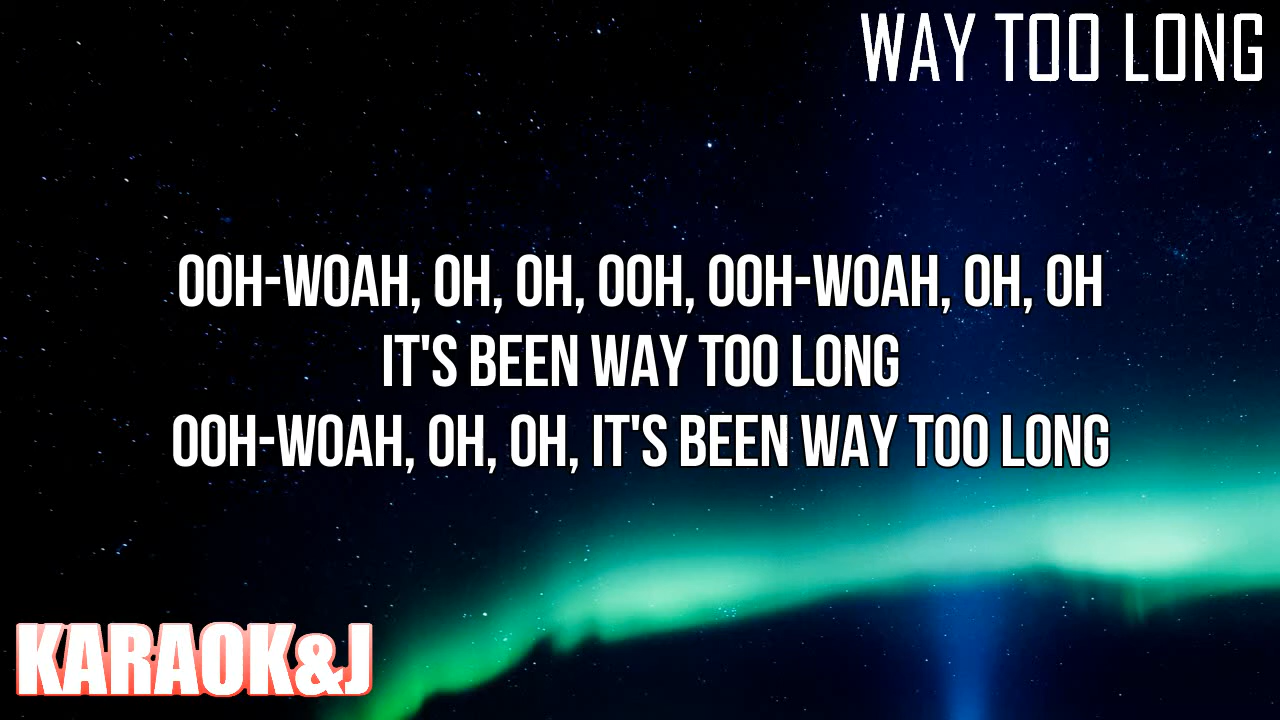 WAY TOO LONG
OOH-WOAH, OH, OH, OOH, OOH-WOAH, OH, OH
IT'S BEEN WAY TOO LONG
OOH-WOAH, OH, OH, IT'S BEEN WAY TOO LONG
KARAOK&J